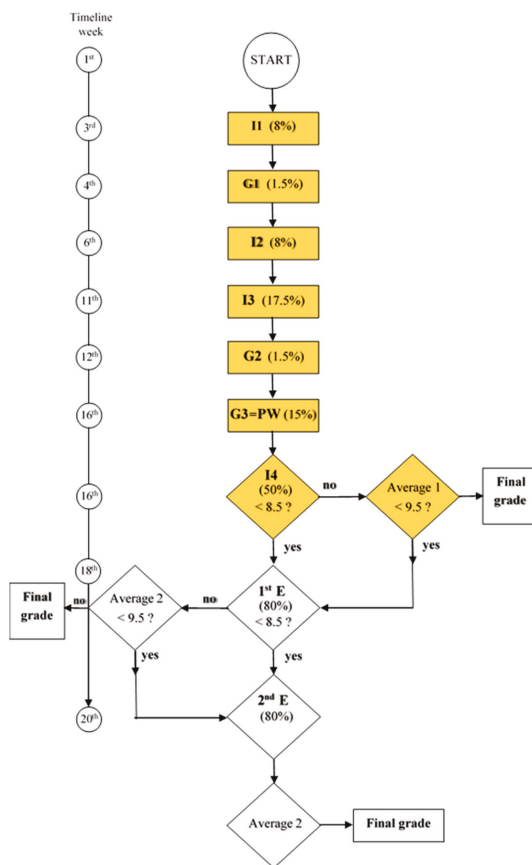 Timeline
week
1st
START
3rd
I1 (8%)
4th
G1 (1.5%)
6th
I2 (8%)
11th
I3 (17.5%)
12th
G2 (1.5%)
16th
G3=PW (15%)
16th
I4
(50%)
< 8.5 ?
no
Average 1
< 9.5 ?
Final
grade
yes
yes
18th
Final
grade
no
Average 2
< 9.5 ?
no
1st E
(80%)
< 8.5 ?
yes
yes
20th
2nd E
(80%)
Average 2
Final grade